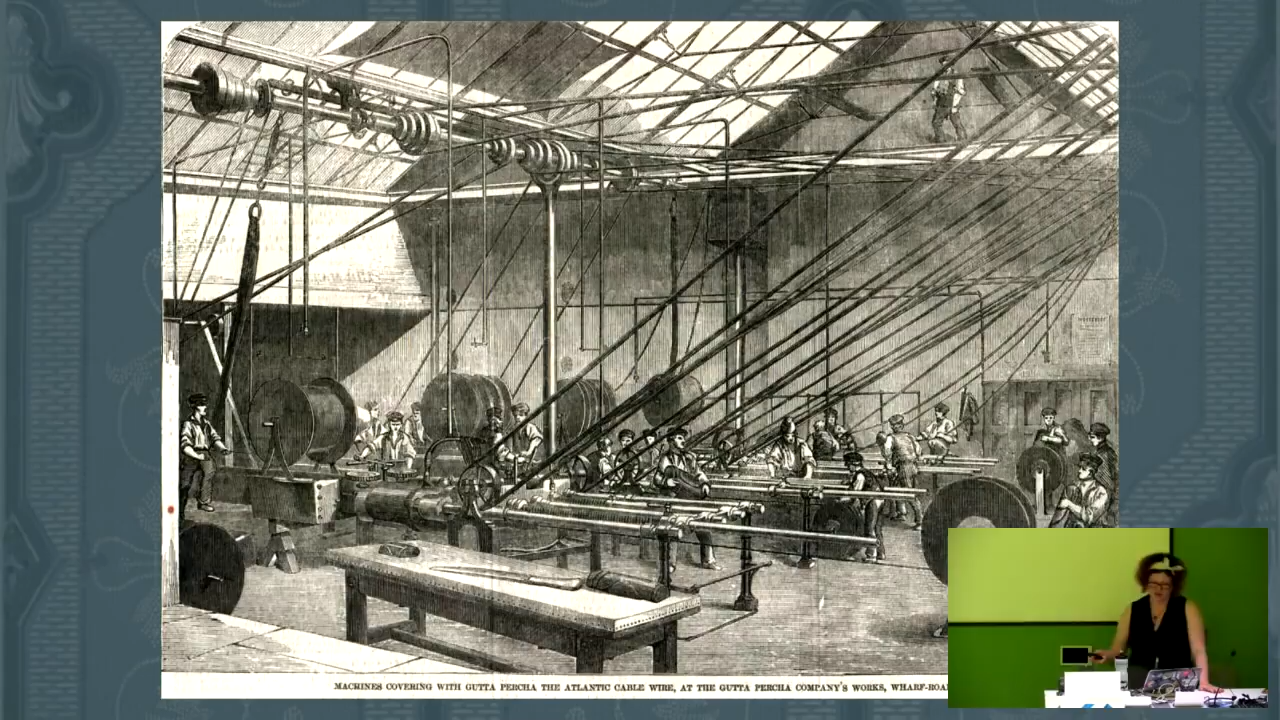 MACHINES COVERING WITH GUTTA PERCHA THE ATLANTIC CABLE WIRE, AT THE GUTTA PERCHA COMPANY'S WORKS, WHARF-ROA